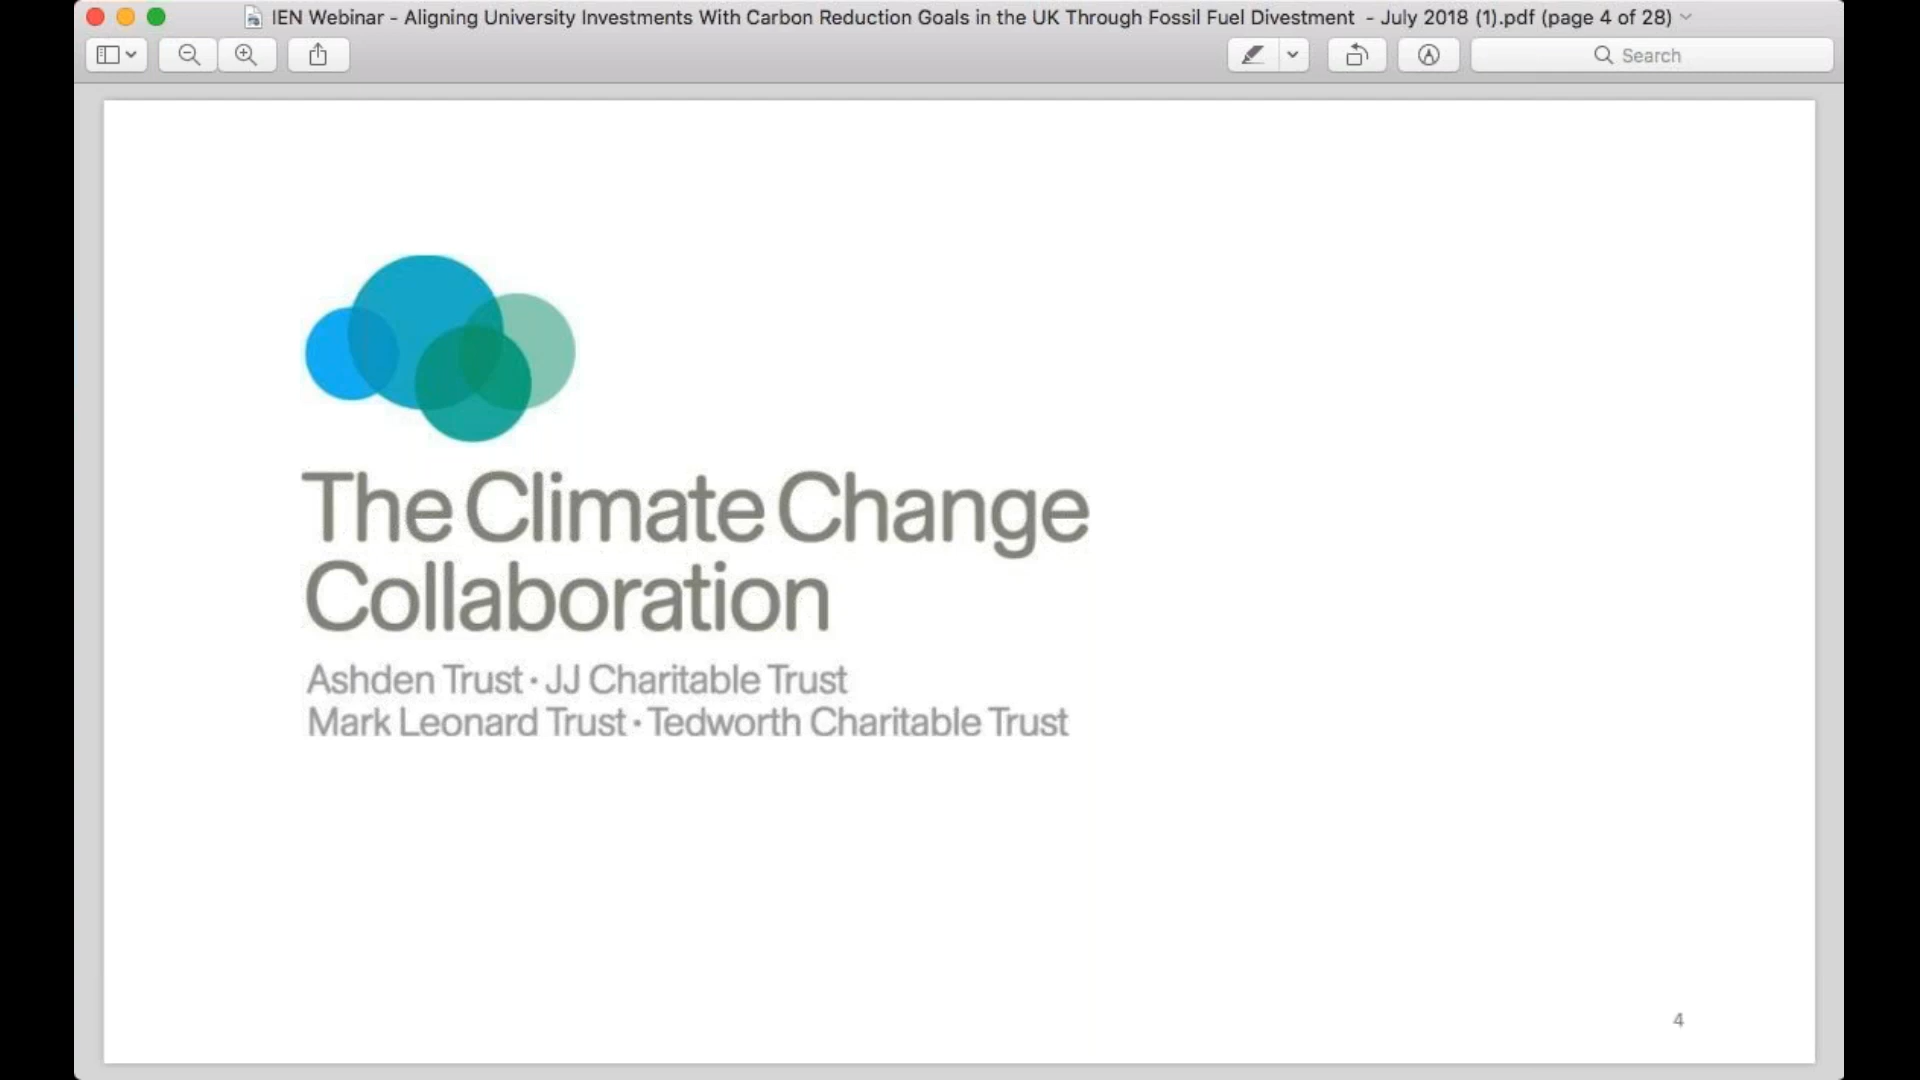 IEN Webinar - Aligning University Investments With Carbon Reduction Goals in the UK Through Fossil Fuel Divestment - July 2018 (1).pdf (page 4 of 28)
Search
The Climate Change
Collaboration
Ashden Trust · JJ Charitable Trust
Mark Leonard Trust · Tedworth Charitable Trust
4